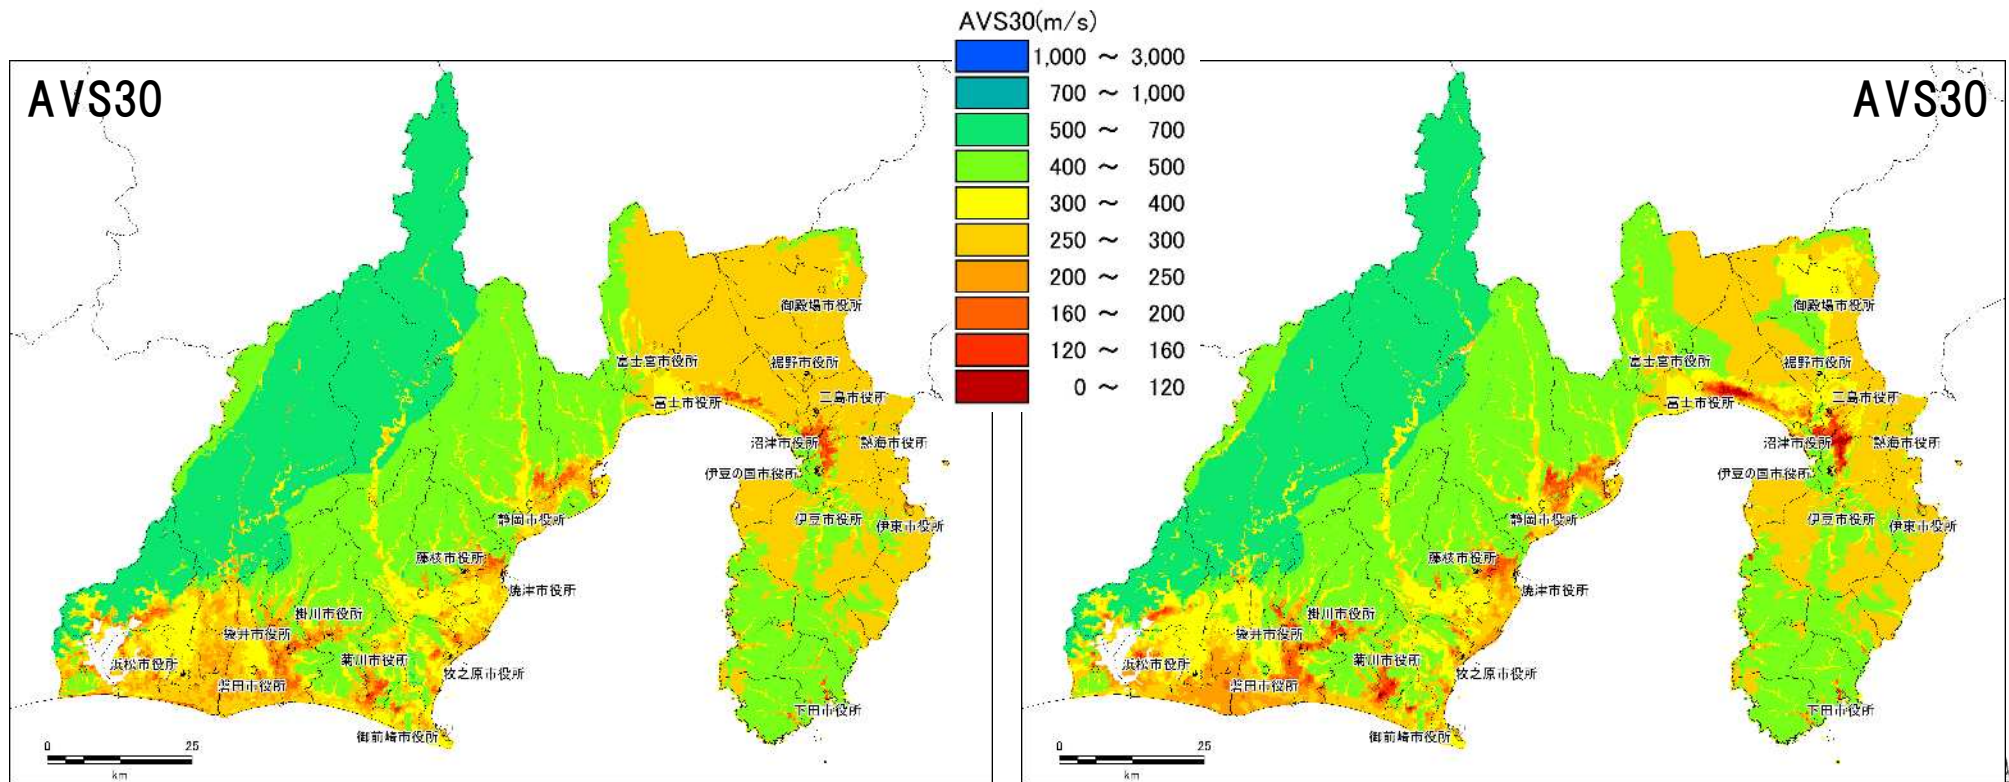 AVS30(m/s)
1,000 ～ 3,000
700 ～ 1,000
500 ～ 700
400 ～ 500
300 ～ 400
250 ～ 300
200 ～ 250
160 ～ 200
120 ～ 160
0 ～ 120
AVS30
御殿場市役所
富士宮市役所
裾野市役所
三島市役所
富士市役所
沼津市役所
熱海市役所
伊豆の国市役所
静岡市役所
伊豆市役所
伊東市役所
藤枝市役所
焼津市役所
掛川市役所
袋井市役所
浜松市役所
菊川市役所
牧之原市役所
磐田市役所
下田市役所
御前崎市役所
0 25
km
AVS30
御殿場市役所
富士宮市役所
裾野市役所
三島市役所
富士市役所
沼津市役所
熱海市役所
伊豆の国市役所
静岡市役所
伊豆市役所
伊東市役所
藤枝市役所
焼津市役所
掛川市役所
袋井市役所
浜松市役所
菊川市役所
牧之原市役所
磐田市役所
下田市役所
御前崎市役所
0 25
km